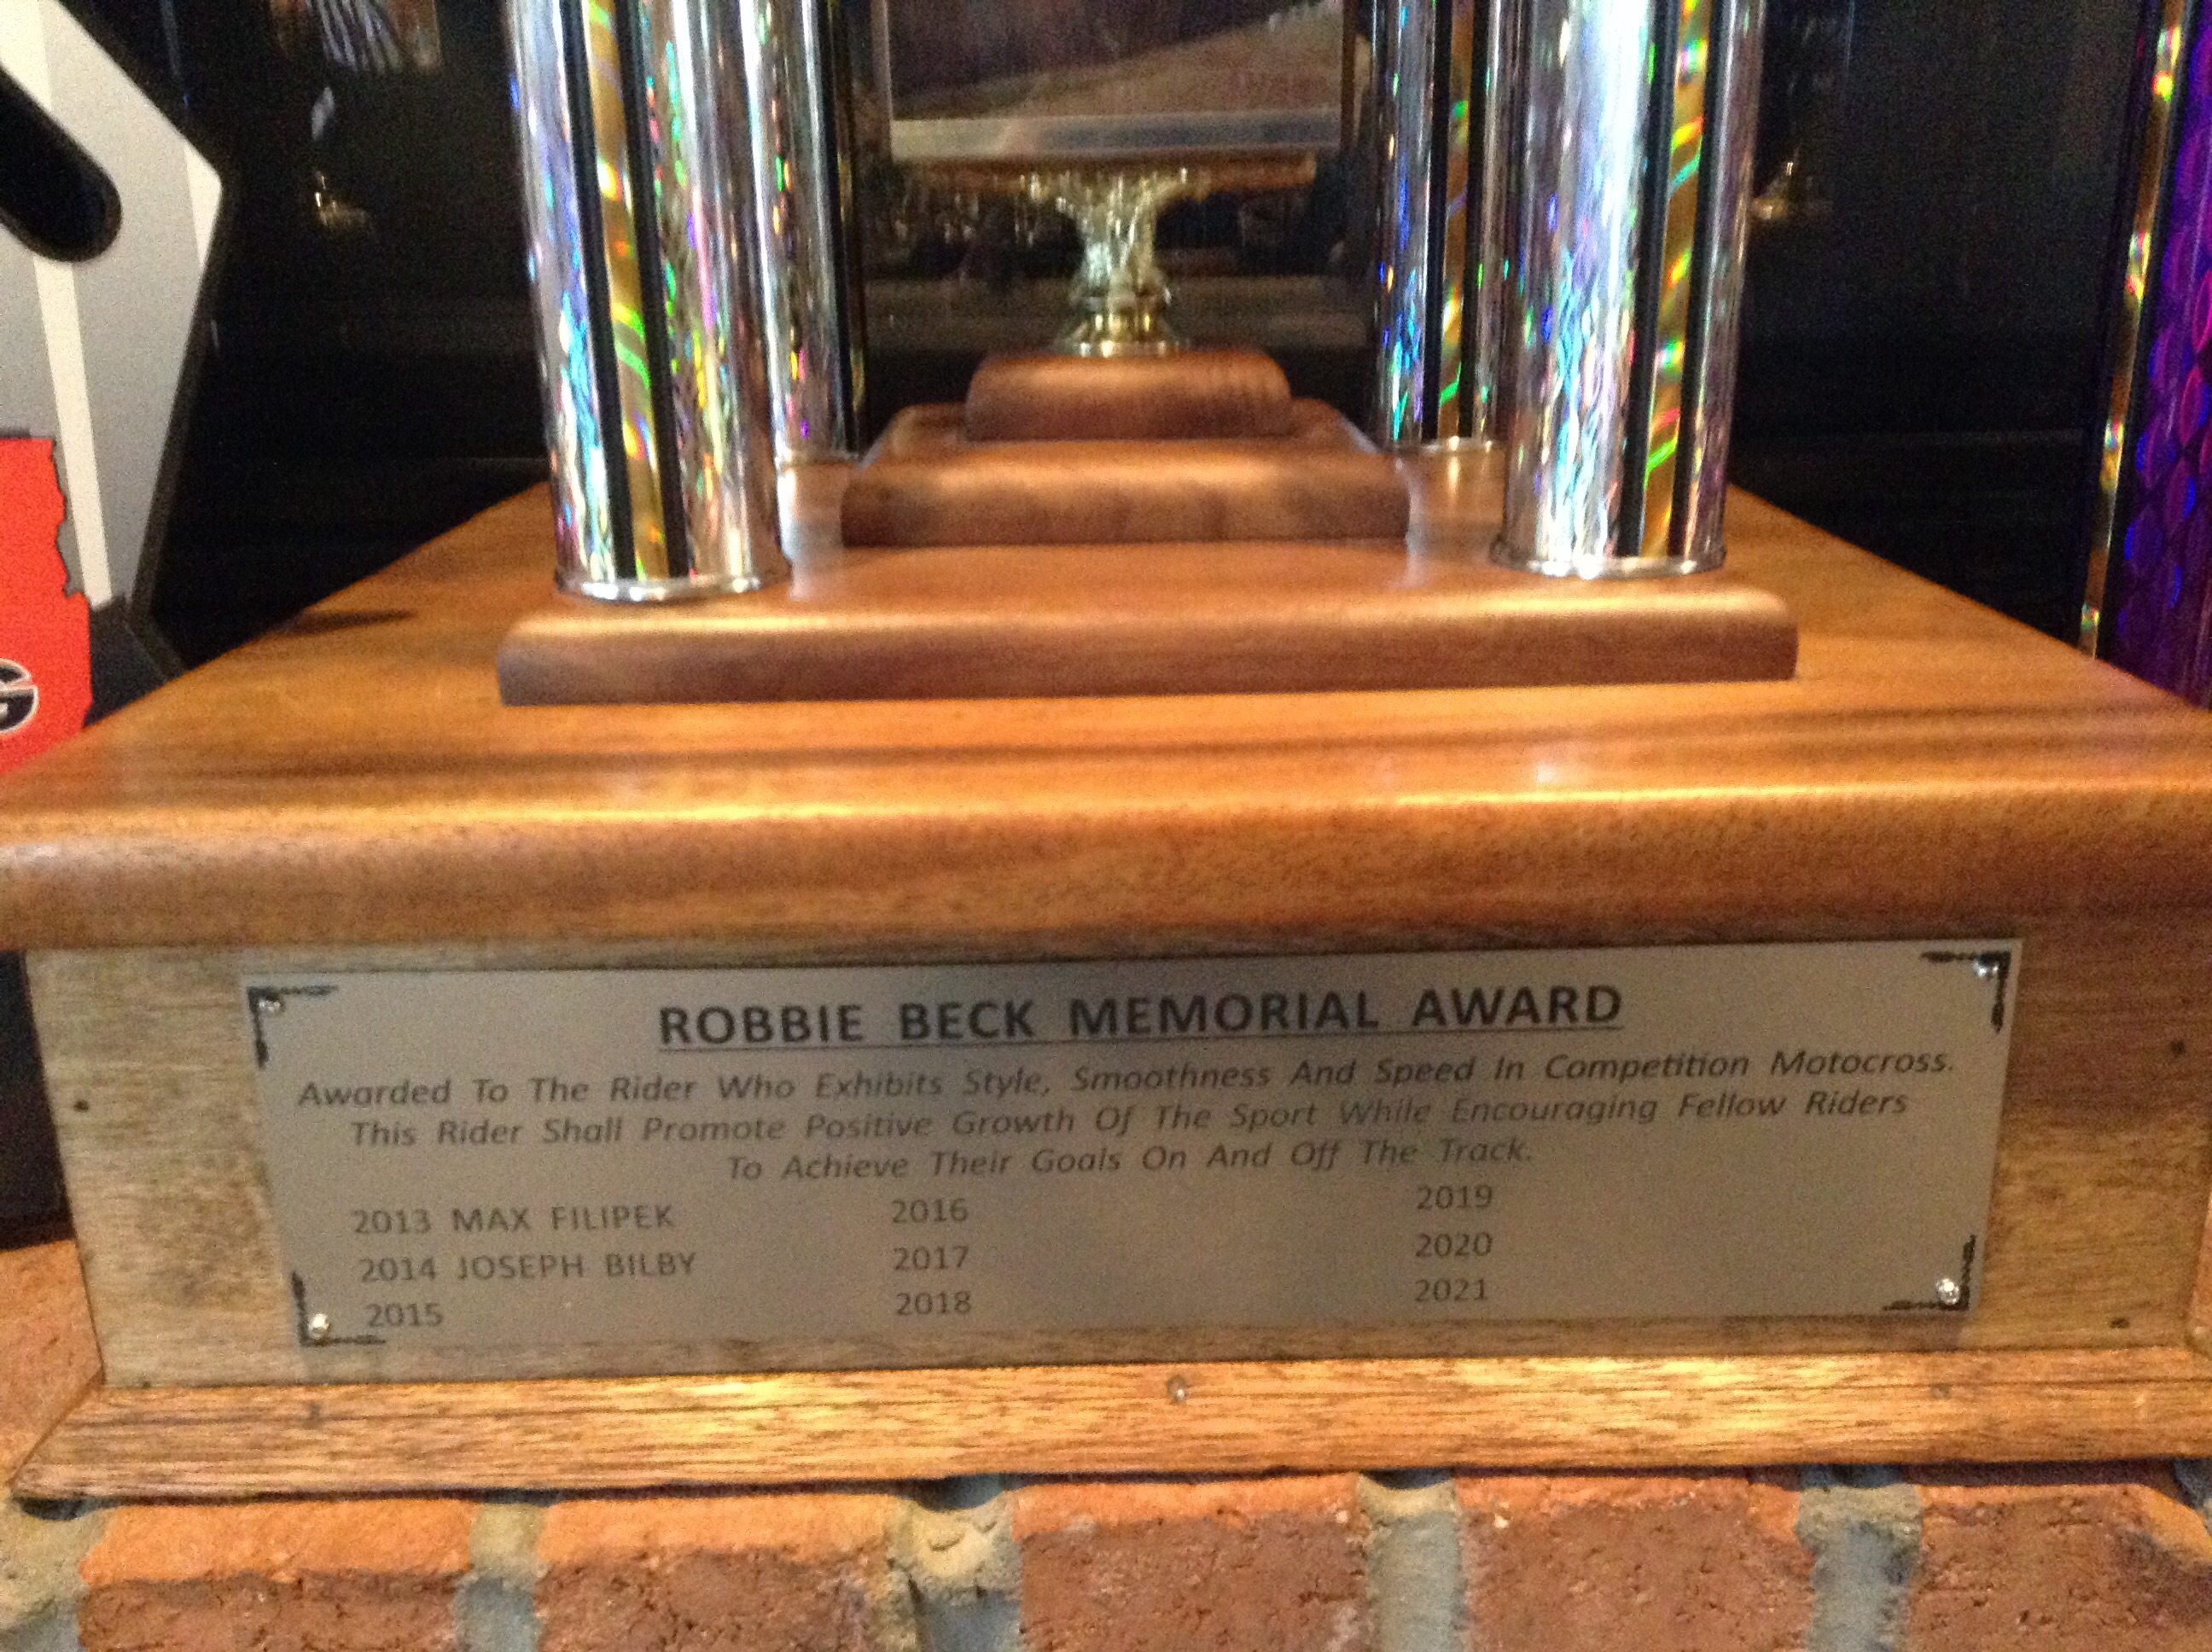 ROBBIE BECK MEMORIAL AWARD
Awarded To The Rider Who Exhibits Style, Smoothness And Speed In Competition Motocross.
This Rider Shall Promote Positive Growth Of The Sport While Encouraging Fellow Riders
To Achieve Their Goals On And Off The Track.
2013 MAX FILIPEK 2016 2019
2014 JOSEPH BILBY 2017 2020
2015 2018 2021
G